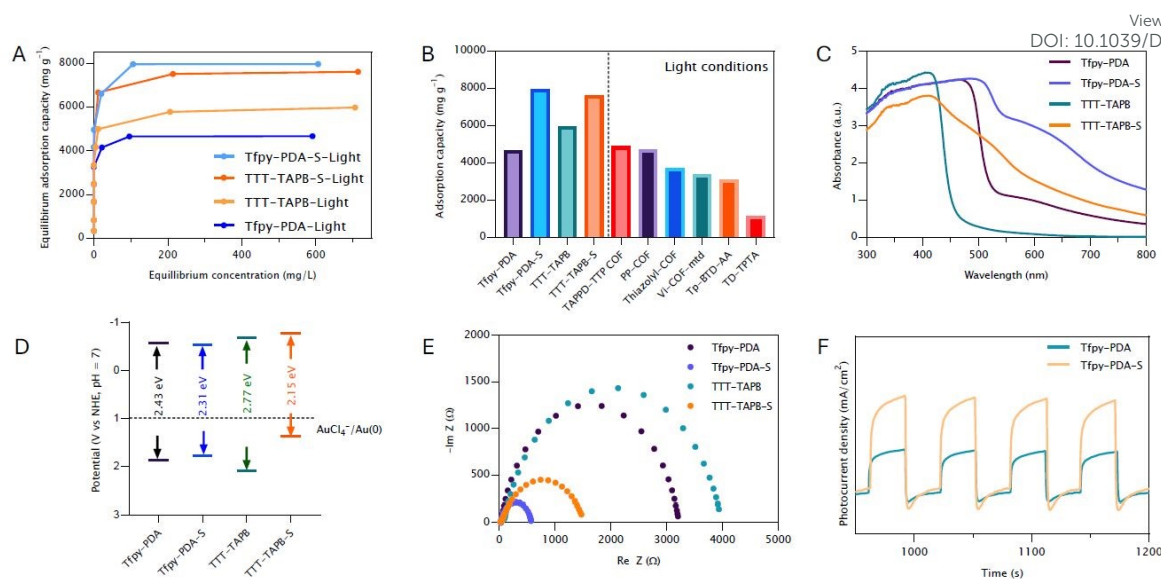 View
DOI: 10.1039/D
A
Equilibrium adsorption capacity (mg g⁻¹)
8000
6000
4000
2000
0
0
200
400
600
Equillibrium concentration (mg/L)
Tfpy-PDA-S-Light
TTT-TAPB-S-Light
TTT-TAPB-Light
Tfpy-PDA-Light
B
Adsorption capacity (mg g⁻¹)
10000
8000
6000
4000
2000
0
Light conditions
Tfpy-PDA
Tfpy-PDA-S
TTT-TAPB
TTT-TAPB-S
TAPPD-TTP COF
PP-COF
Thiazolyl-COF
Vi-COF-mtd
Tp-BTD-AA
TD-TPTA
C
Absorbance (a.u.)
5
4
3
2
1
0
300
400
500
600
700
800
Wavelength (nm)
Tfpy-PDA
Tfpy-PDA-S
TTT-TAPB
TTT-TAPB-S
D
Potential (V vs NHE, pH = 7)
-1
0
1
2
3
2.43 eV
2.31 eV
2.77 eV
2.15 eV
AuCl₄⁻/Au(0)
Tfpy-PDA
Tfpy-PDA-S
TTT-TAPB
TTT-TAPB-S
E
-Im Z (Ω)
2000
1500
1000
500
0
0
1000
2000
3000
4000
5000
Re Z (Ω)
Tfpy-PDA
Tfpy-PDA-S
TTT-TAPB
TTT-TAPB-S
F
Photocurrent density (mA/cm²)
Tfpy-PDA
Tfpy-PDA-S
1000
1100
1200
Time (s)